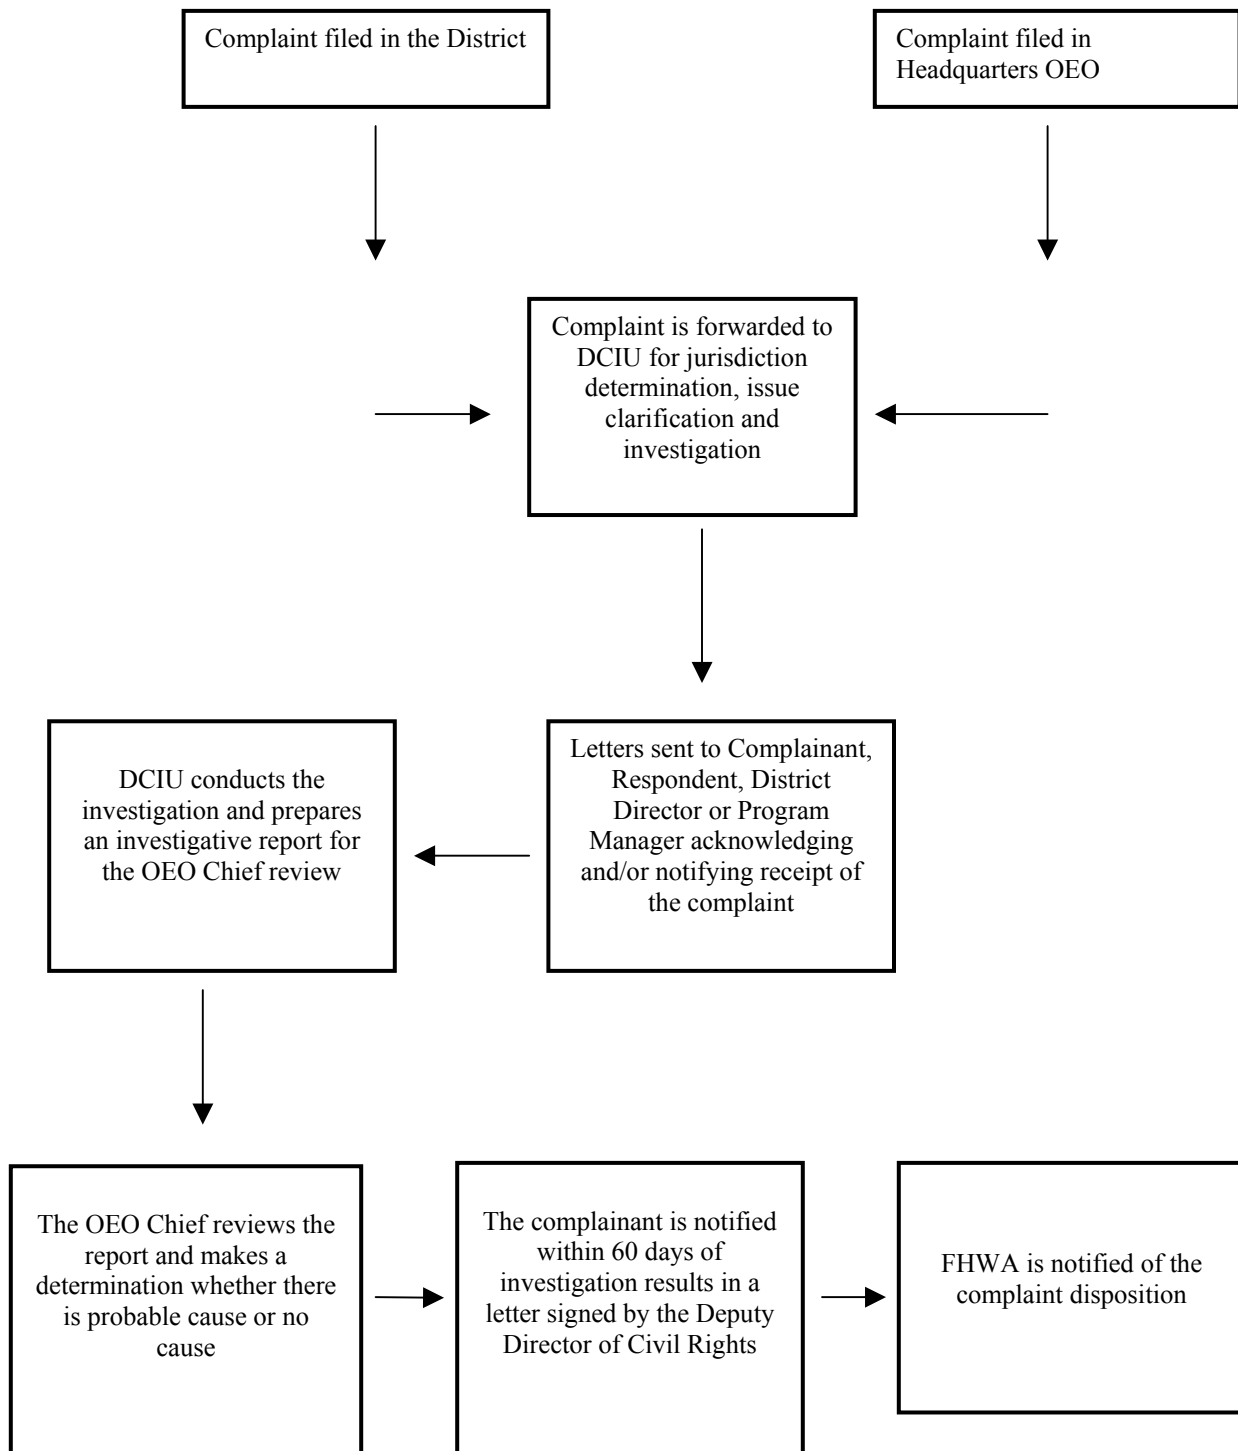 Complaint filed in the District
Complaint filed in
Headquarters OEO
Complaint is forwarded to
DCIU for jurisdiction
determination, issue
clarification and
investigation
Letters sent to Complainant,
Respondent, District
Director or Program
Manager acknowledging
and/or notifying receipt of
the complaint
DCIU conducts the
investigation and prepares
an investigative report for
the OEO Chief review
The OEO Chief reviews the
report and makes a
determination whether there
is probable cause or no
cause
The complainant is notified
within 60 days of
investigation results in a
letter signed by the Deputy
Director of Civil Rights
FHWA is notified of the
complaint disposition